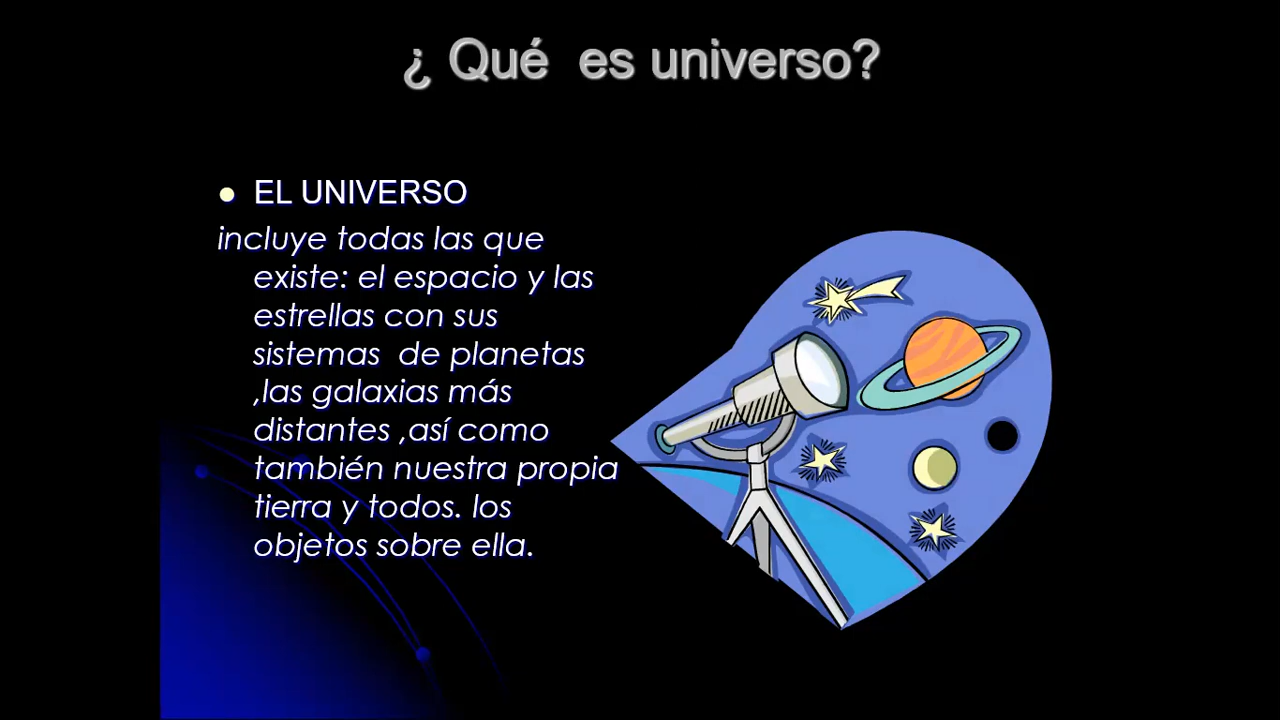 ¿ Qué es universo?
EL UNIVERSO
incluye todas las que
existe: el espacio y las
estrellas con sus
sistemas de planetas
,las galaxias más
distantes ,así como
también nuestra propia
tierra y todos. los
objetos sobre ella.